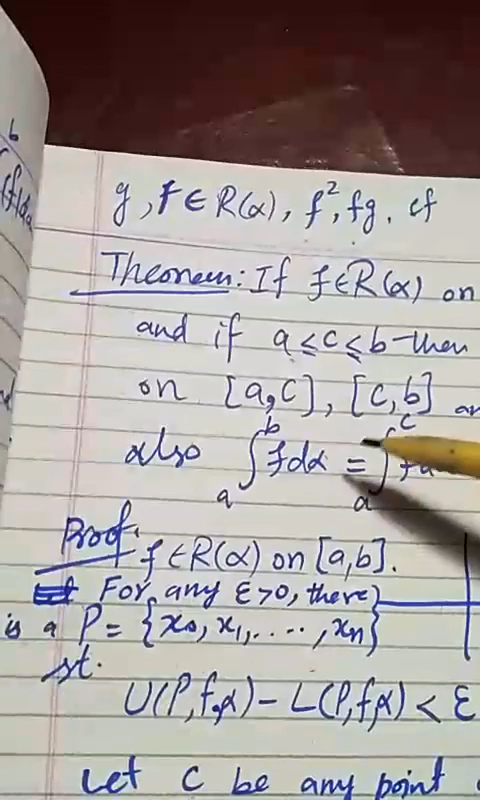 g, f ∈ R(α), f², fg, cf
Theorem: If f ∈ R(α) on
and if a ≤ c ≤ b then
on [a, c], [c, b]
also ∫ₐᵇ f dα = ∫ₐᶜ
Proof: f ∈ R(α) on [a, b].
For any ε > 0, there
is a P = {x₀, x₁, ...., xₙ}
st.
U(P, f, α) - L(P, f, α) < ε
Let c be any point